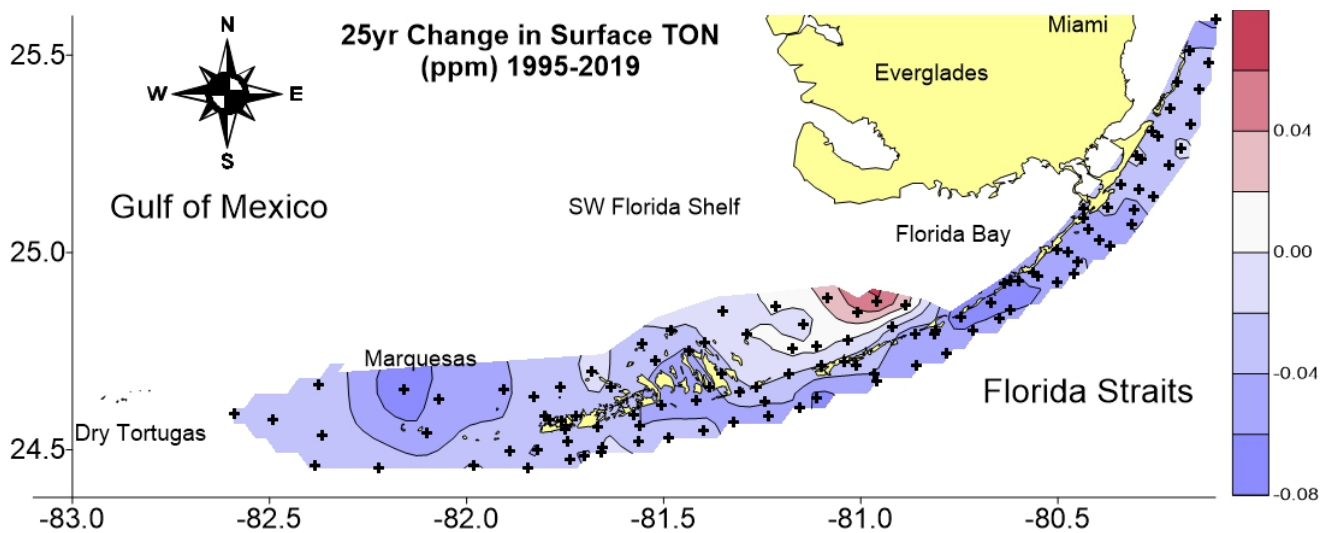 25yr Change in Surface TON
(ppm) 1995-2019
N
W
E
S
Miami
Everglades
Gulf of Mexico
SW Florida Shelf
Florida Bay
Marquesas
Florida Straits
Dry Tortugas
25.5
25.0
24.5
-83.0
-82.5
-82.0
-81.5
-81.0
-80.5
0.04
0.00
-0.04
-0.08